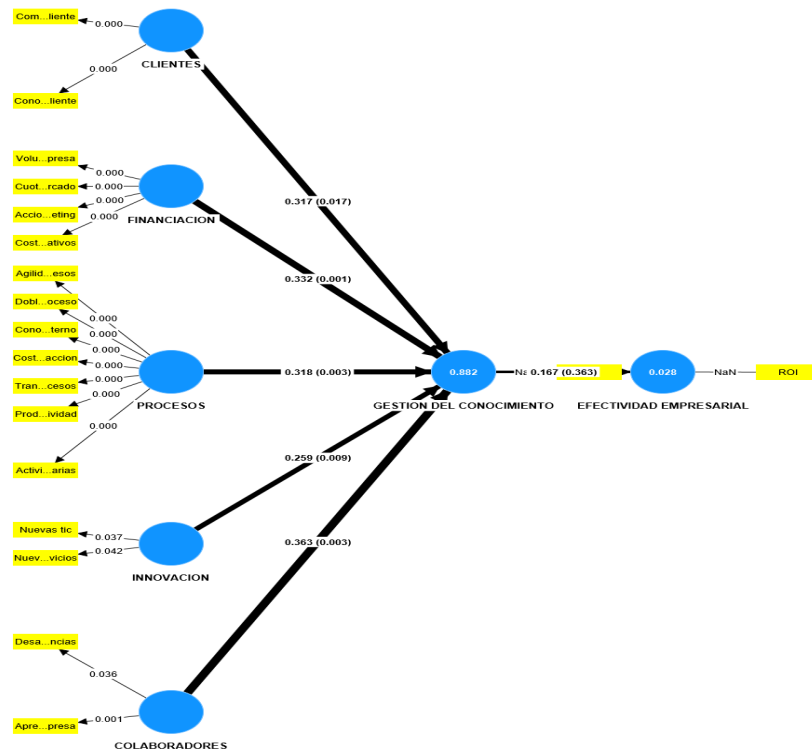 Com...liente
0.000
0.000
Cono...liente
CLIENTES
Volu...presa
Cuot...rcado
Accio...eting
Cost...ativos
0.000
0.000
0.000
0.000
FINANCIACION
Agilid...esos
Dobl...oceso
Cono...terno
Cost...accion
Tran...cesos
Prod...ividad
Activi...arias
0.000
0.000
0.000
0.000
0.000
0.000
0.000
PROCESOS
Nuevas tic
Nuev...vicios
0.037
0.042
INNOVACION
Desa...ncias
0.036
Apre...presa
0.001
COLABORADORES
0.317 (0.017)
0.332 (0.001)
0.318 (0.003)
0.259 (0.009)
0.363 (0.003)
0.882
GESTION DEL CONOCIMIENTO
0.167 (0.363)
0.028
EFECTIVIDAD EMPRESARIAL
NaN
ROI